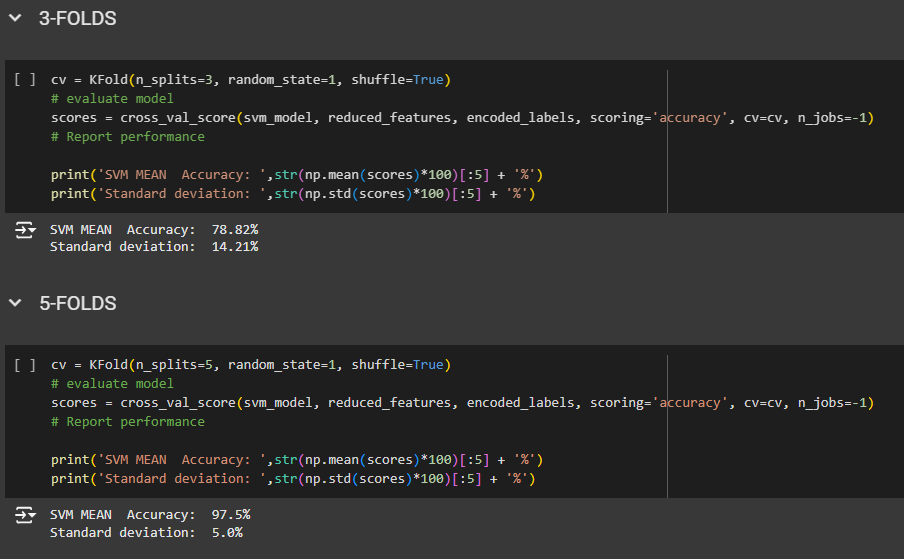 3-FOLDS
[ ] cv = KFold(n_splits=3, random_state=1, shuffle=True)
# evaluate model
scores = cross_val_score(svm_model, reduced_features, encoded_labels, scoring='accuracy', cv=cv, n_jobs=-1)
# Report performance
print('SVM MEAN  Accuracy: ',str(np.mean(scores)*100)[:5] + '%')
print('Standard deviation: ',str(np.std(scores)*100)[:5] + '%')
SVM MEAN  Accuracy:  78.82%
Standard deviation:  14.21%
5-FOLDS
[ ] cv = KFold(n_splits=5, random_state=1, shuffle=True)
# evaluate model
scores = cross_val_score(svm_model, reduced_features, encoded_labels, scoring='accuracy', cv=cv, n_jobs=-1)
# Report performance
print('SVM MEAN  Accuracy: ',str(np.mean(scores)*100)[:5] + '%')
print('Standard deviation: ',str(np.std(scores)*100)[:5] + '%')
SVM MEAN  Accuracy:  97.5%
Standard deviation:  5.0%